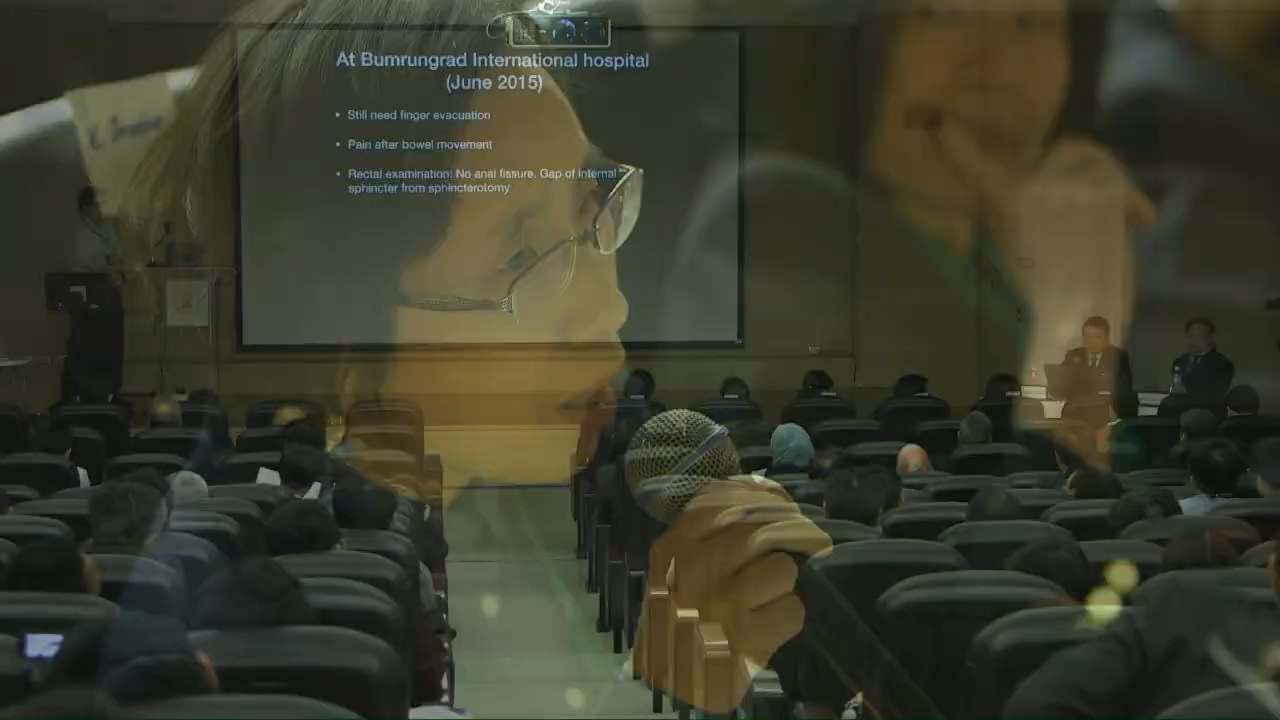 At Bumrungrad International hospital
(June 2015)
• Still need finger evacuation
• Pain after bowel movement
• Rectal examination: No anal fissure, Gap of internal
sphincter from sphincterotomy